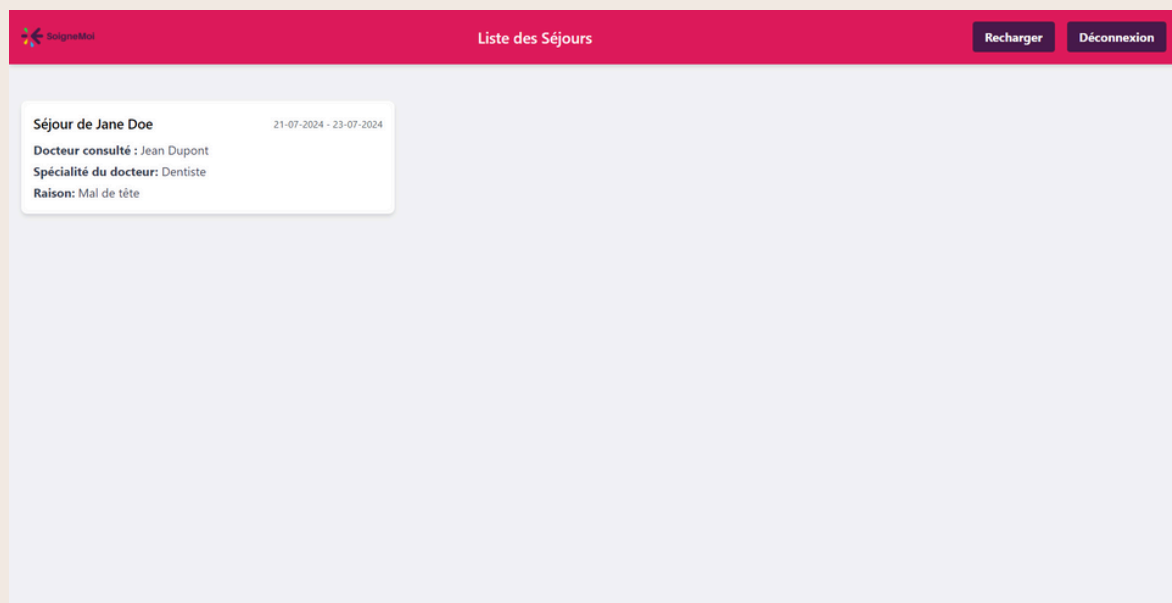 SoigneMoi
Liste des Séjours
Recharger
Déconnexion
Séjour de Jane Doe
21-07-2024 - 23-07-2024
Docteur consulté : Jean Dupont
Spécialité du docteur: Dentiste
Raison: Mal de tête